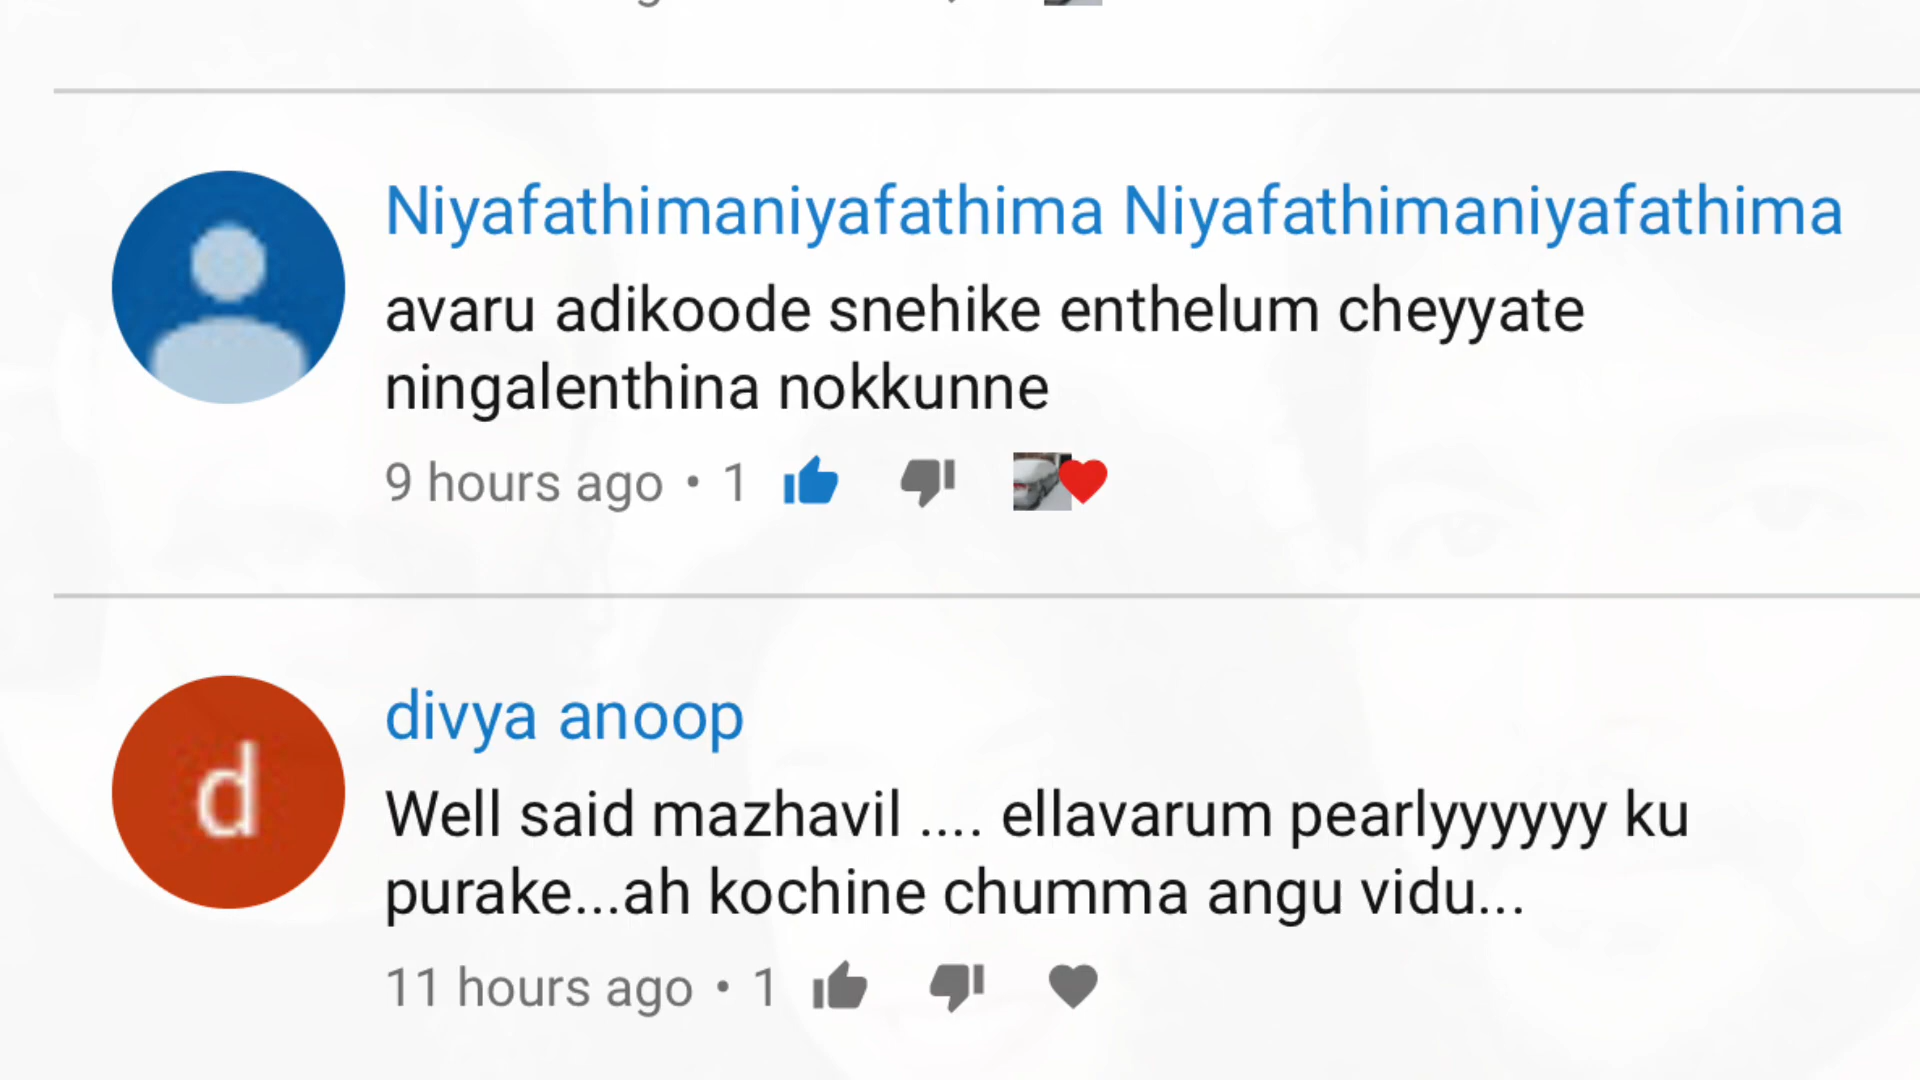 Niyafathimaniyafathima Niyafathimaniyafathima
avaru adikoode snehike enthelum cheyyate
ningalenthina nokkunne
9 hours ago • 1
d
divya anoop
Well said mazhavil .... ellavarum pearlyyyyyy ku
purake...ah kochine chumma angu vidu...
11 hours ago • 1